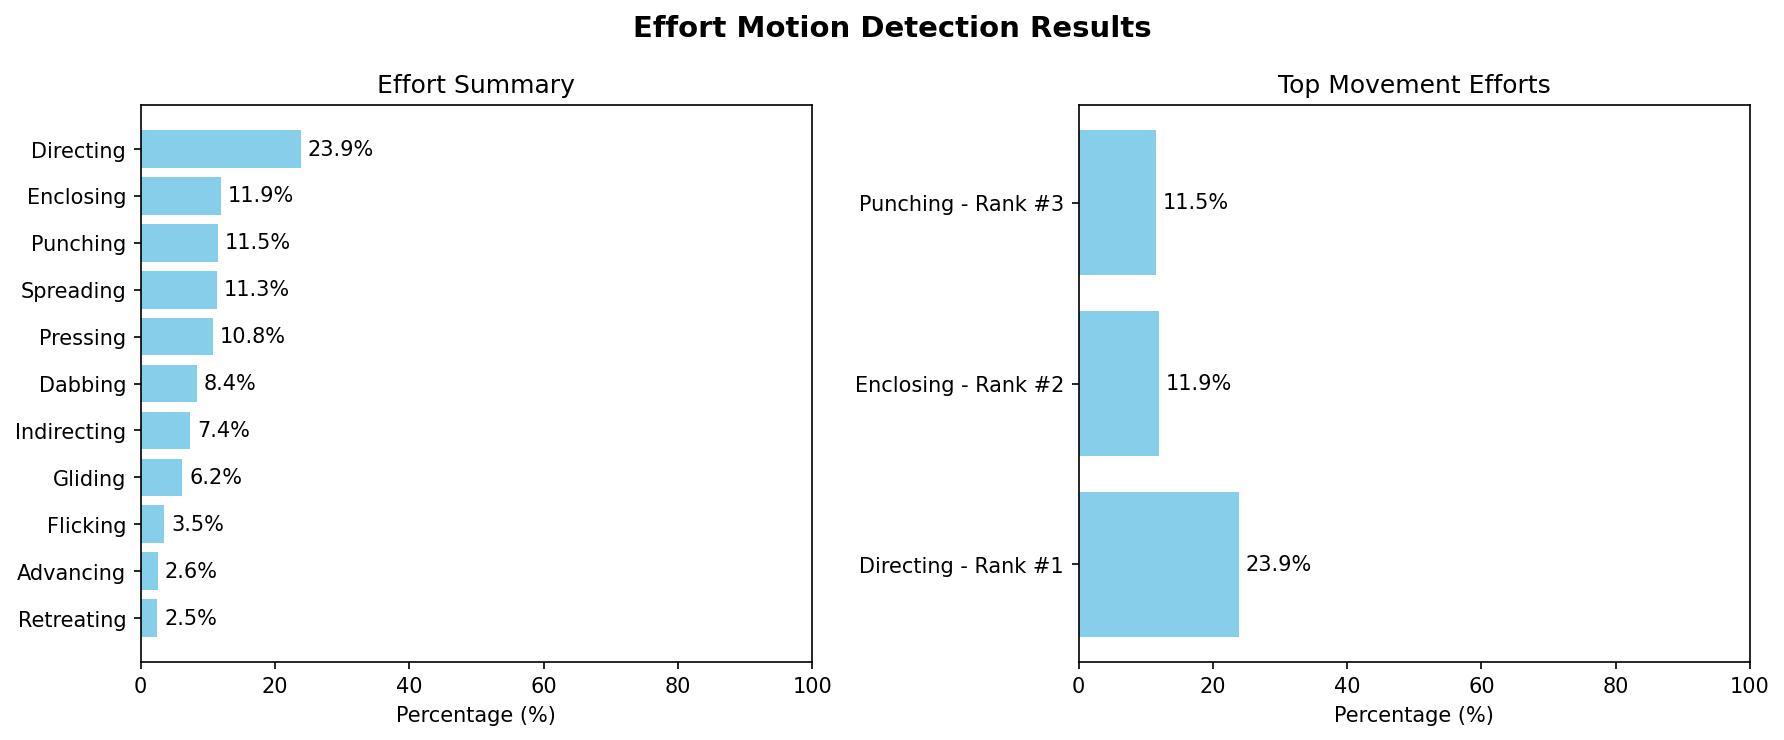 Effort Motion Detection Results
Effort Summary
Directing 23.9%
Enclosing 11.9%
Punching 11.5%
Spreading 11.3%
Pressing 10.8%
Dabbing 8.4%
Indirecting 7.4%
Gliding 6.2%
Flicking 3.5%
Advancing 2.6%
Retreating 2.5%
0 20 40 60 80 100
Percentage (%)
Top Movement Efforts
Punching - Rank #3 11.5%
Enclosing - Rank #2 11.9%
Directing - Rank #1 23.9%
0 20 40 60 80 100
Percentage (%)